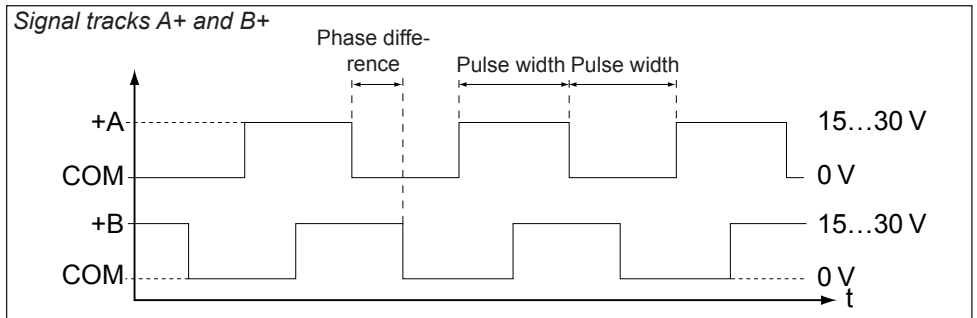 Signal tracks A+ and B+
Phase diffe-
rence
Pulse width Pulse width
+A
15…30 V
COM
0 V
+B
15…30 V
COM
0 V
t